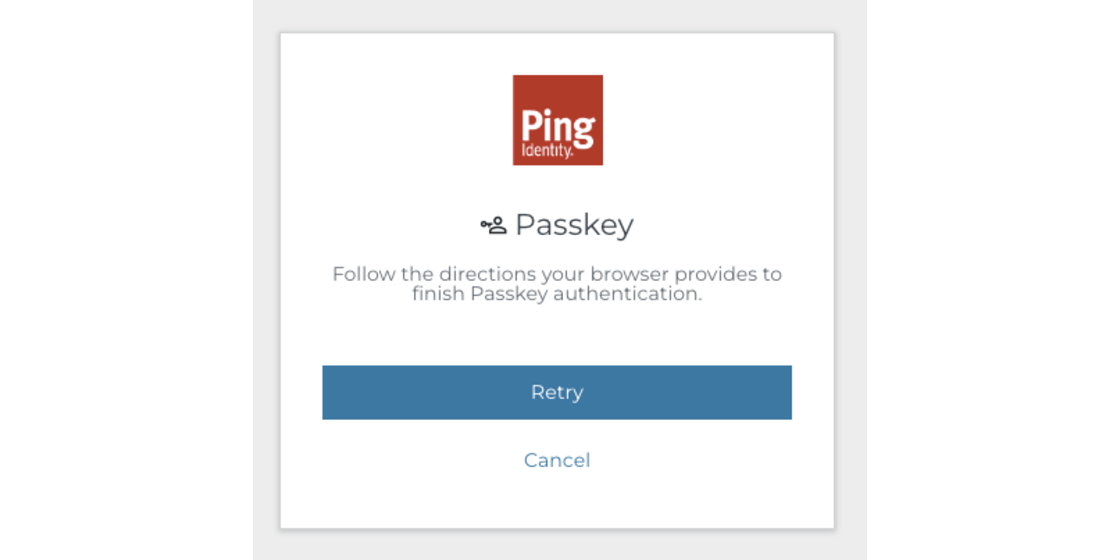 Ping
Identity.
Passkey
Follow the directions your browser provides to
finish Passkey authentication.
Retry
Cancel